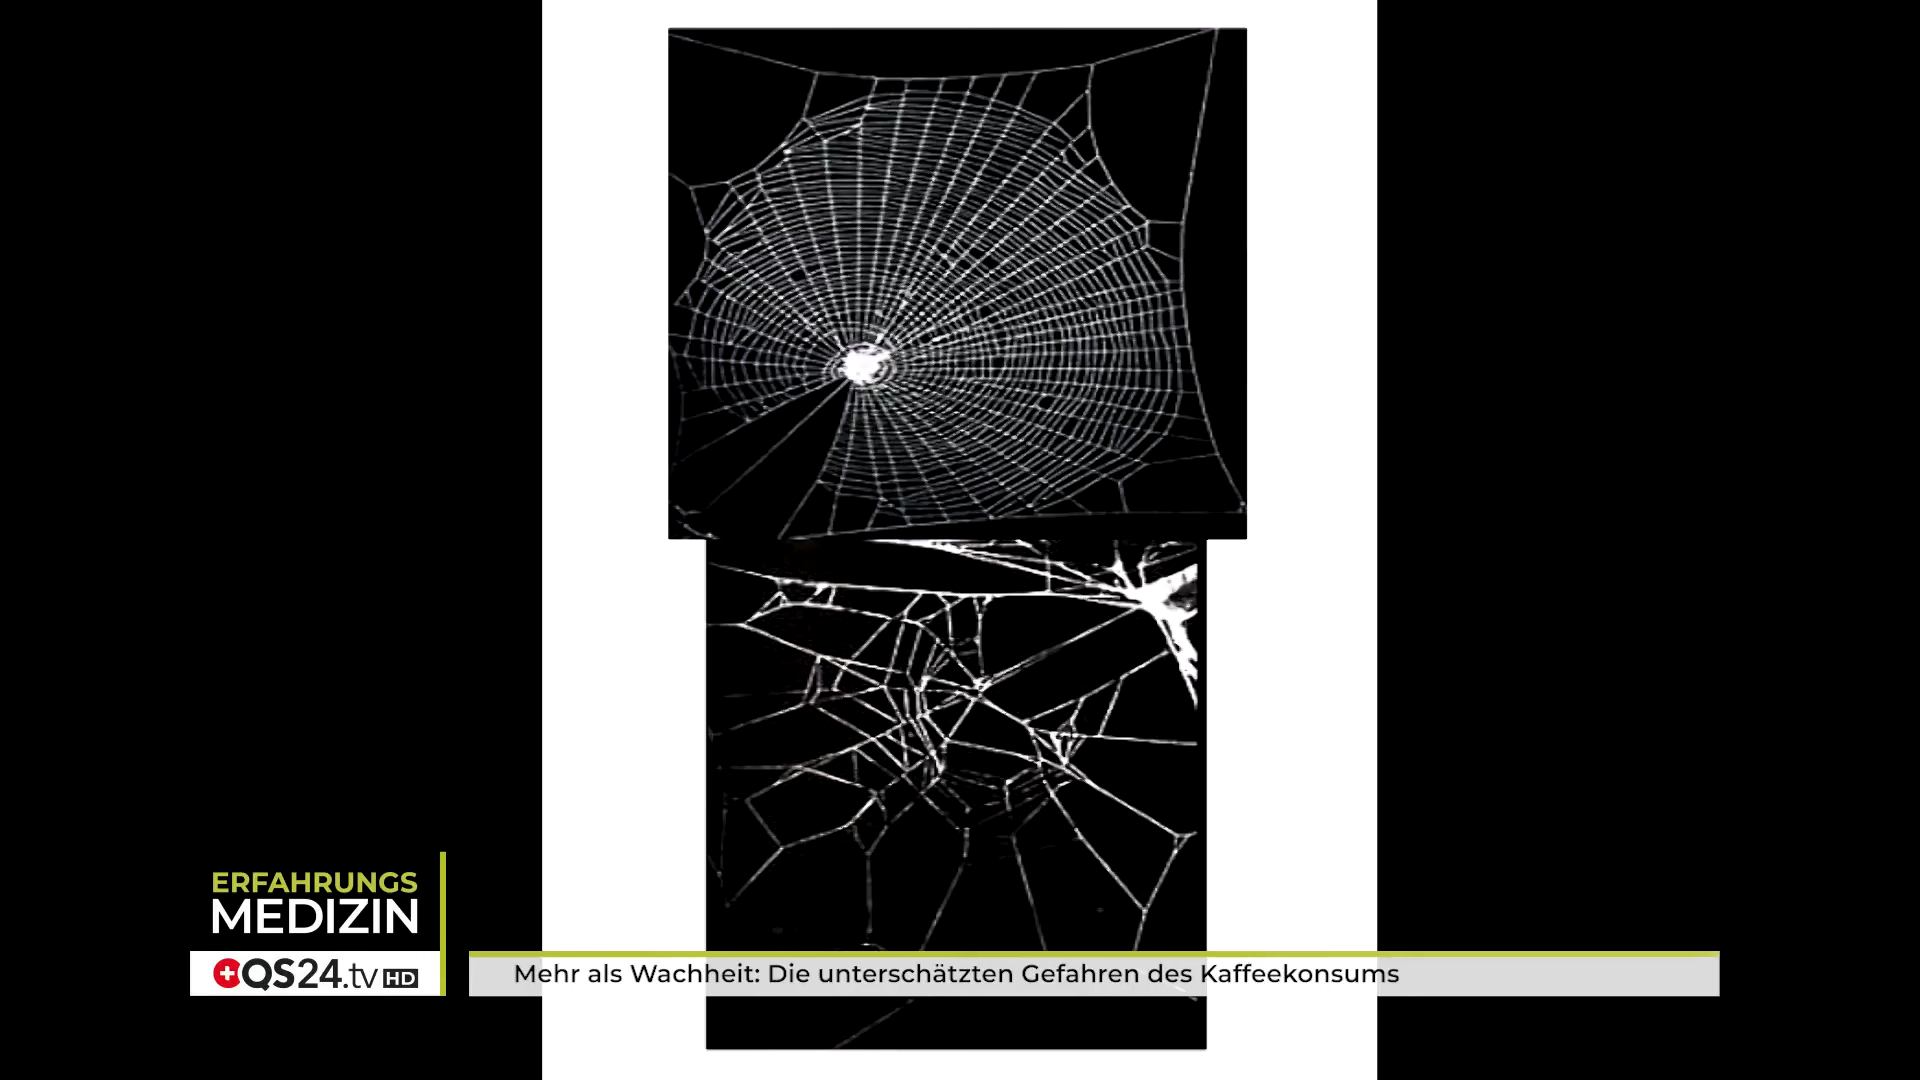 ERFAHRUNGS
MEDIZIN
QS24.tv HD
Mehr als Wachheit: Die unterschätzten Gefahren des Kaffeekonsums